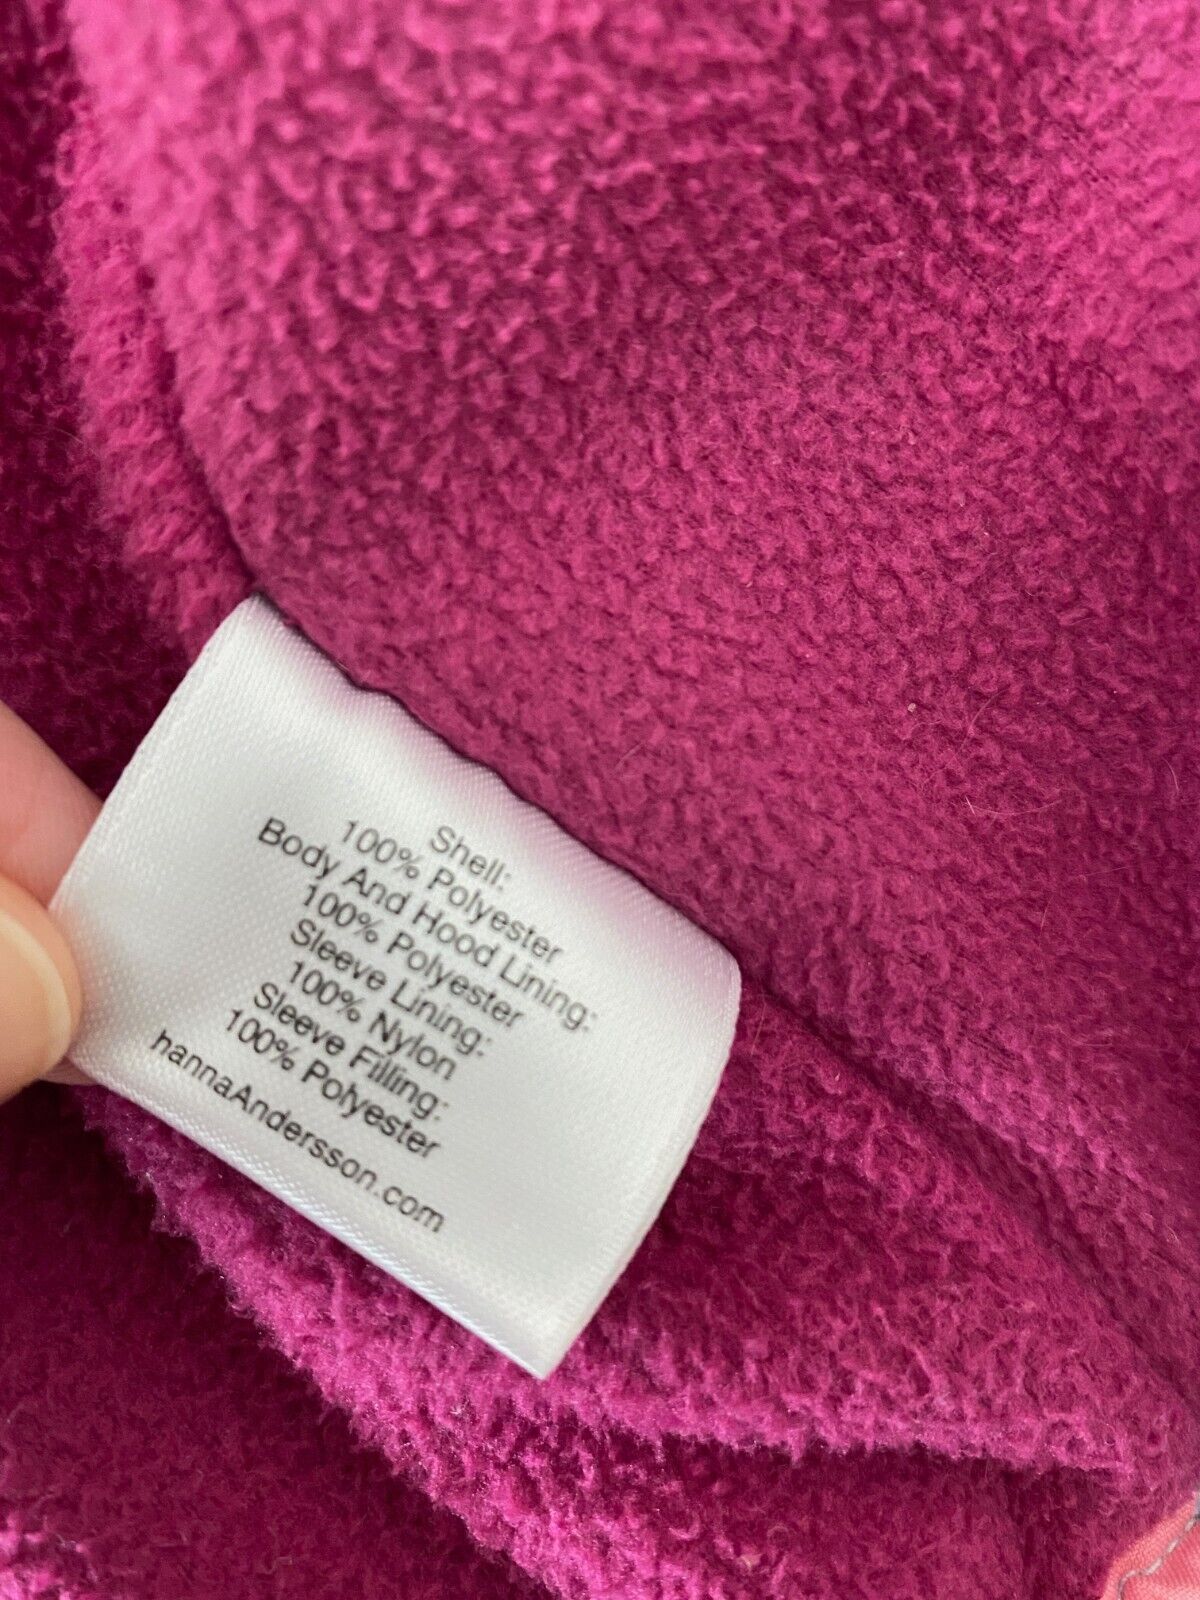 Shell:
100% Polyester
Body And Hood Lining:
100% Polyester
Sleeve Lining:
100% Nylon
Sleeve Filling:
100% Polyester
hannaAndersson.com